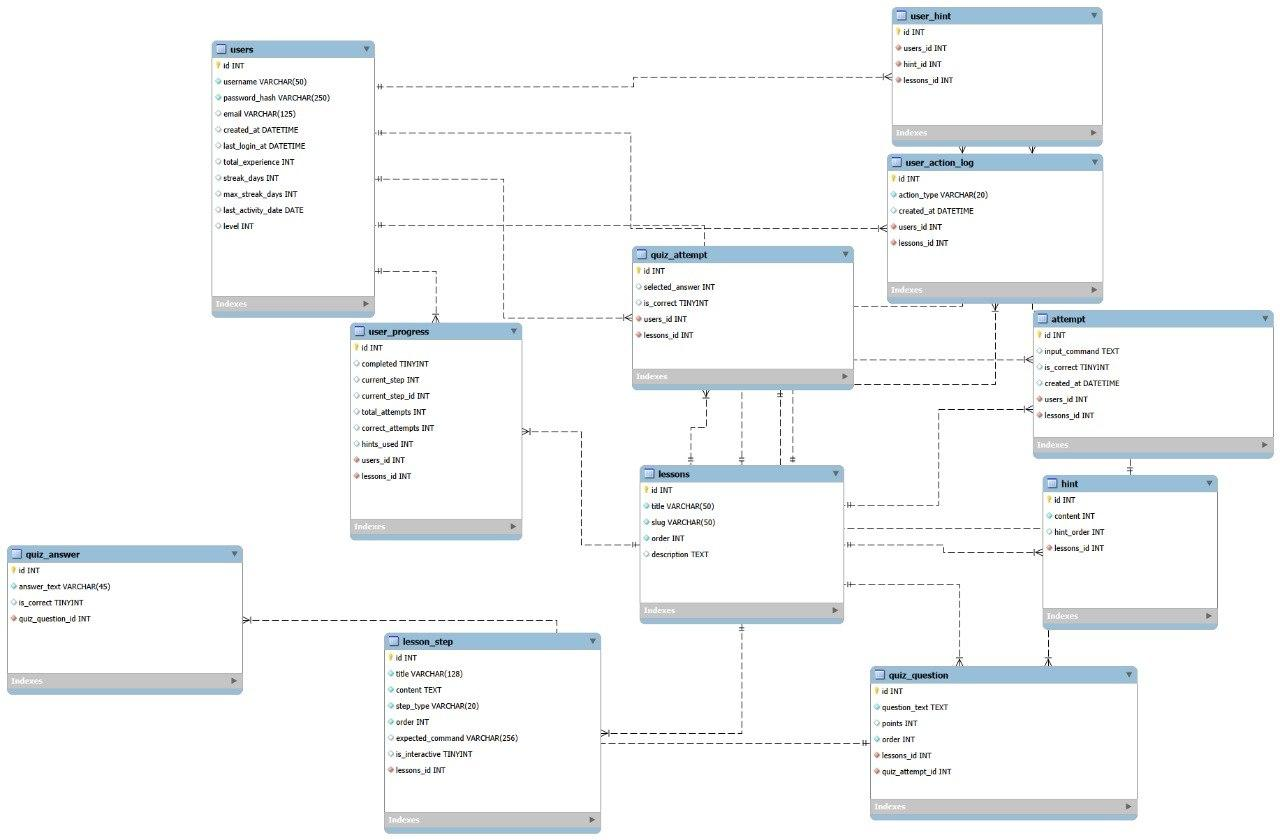 user_hint
id INT
users_id INT
hint_id INT
lessons_id INT
Indexes
users
id INT
username VARCHAR(50)
password_hash VARCHAR(250)
email VARCHAR(125)
created_at DATETIME
last_login_at DATETIME
total_experience INT
streak_days INT
max_streak_days INT
last_activity_date DATE
level INT
Indexes
user_action_log
id INT
action_type VARCHAR(20)
created_at DATETIME
users_id INT
lessons_id INT
Indexes
quiz_attempt
id INT
selected_answer INT
is_correct TINYINT
users_id INT
lessons_id INT
Indexes
attempt
id INT
input_command TEXT
is_correct TINYINT
created_at DATETIME
users_id INT
lessons_id INT
Indexes
user_progress
id INT
completed TINYINT
current_step INT
current_step_id INT
total_attempts INT
correct_attempts INT
hints_used INT
users_id INT
lessons_id INT
Indexes
lessons
id INT
title VARCHAR(50)
slug VARCHAR(50)
order INT
description TEXT
Indexes
hint
id INT
content INT
hint_order INT
lessons_id INT
Indexes
quiz_answer
id INT
answer_text VARCHAR(45)
is_correct TINYINT
quiz_question_id INT
Indexes
lesson_step
id INT
title VARCHAR(128)
content TEXT
step_type VARCHAR(20)
order INT
expected_command VARCHAR(256)
is_interactive TINYINT
lessons_id INT
Indexes
quiz_question
id INT
question_text TEXT
points INT
order INT
lessons_id INT
quiz_attempt_id INT
Indexes